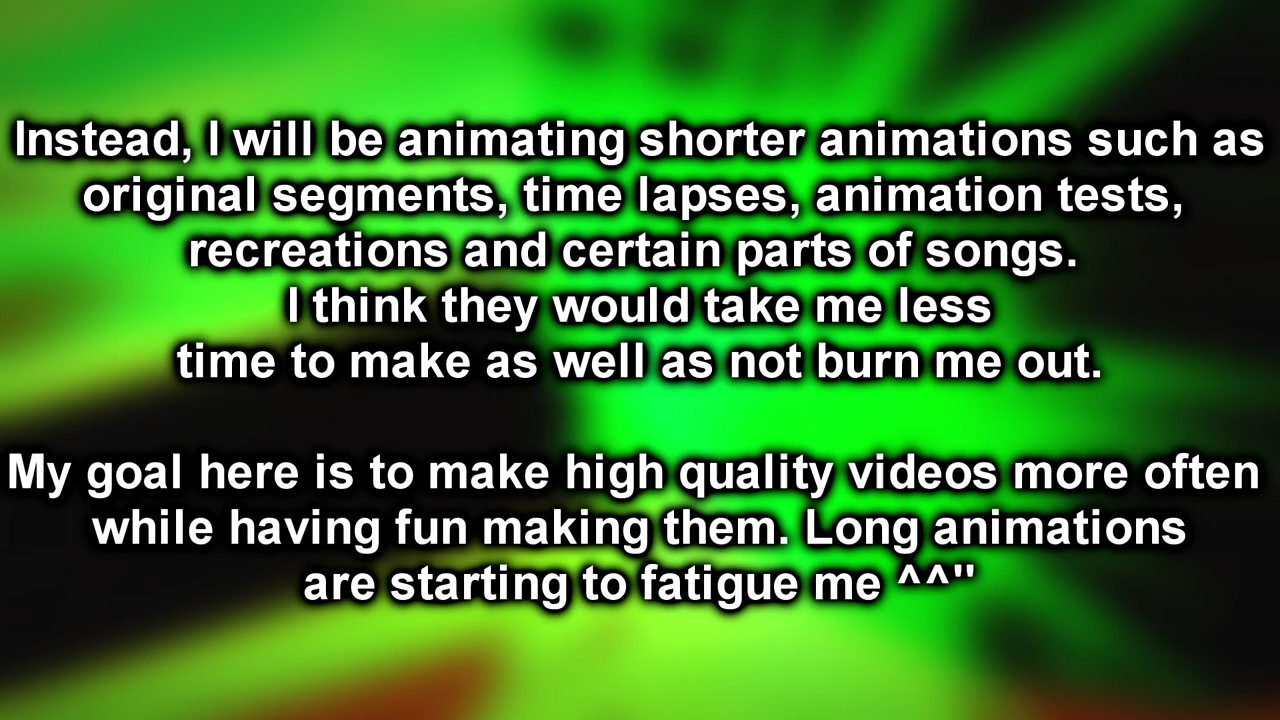 Instead, I will be animating shorter animations such as
original segments, time lapses, animation tests,
recreations and certain parts of songs.
I think they would take me less
time to make as well as not burn me out.
My goal here is to make high quality videos more often
while having fun making them. Long animations
are starting to fatigue me ^^"